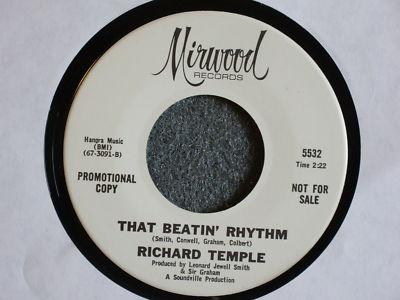 Mirwood
RECORDS
Hanpra Music
(BMI)
(67-3091-B)
5532
Time 2:22
PROMOTIONAL
COPY
NOT FOR
SALE
THAT BEATIN' RHYTHM
(Smith, Conwell, Graham, Colbert)
RICHARD TEMPLE
Produced by Leonard Jewell Smith
& Sir Graham
A Soundville Production